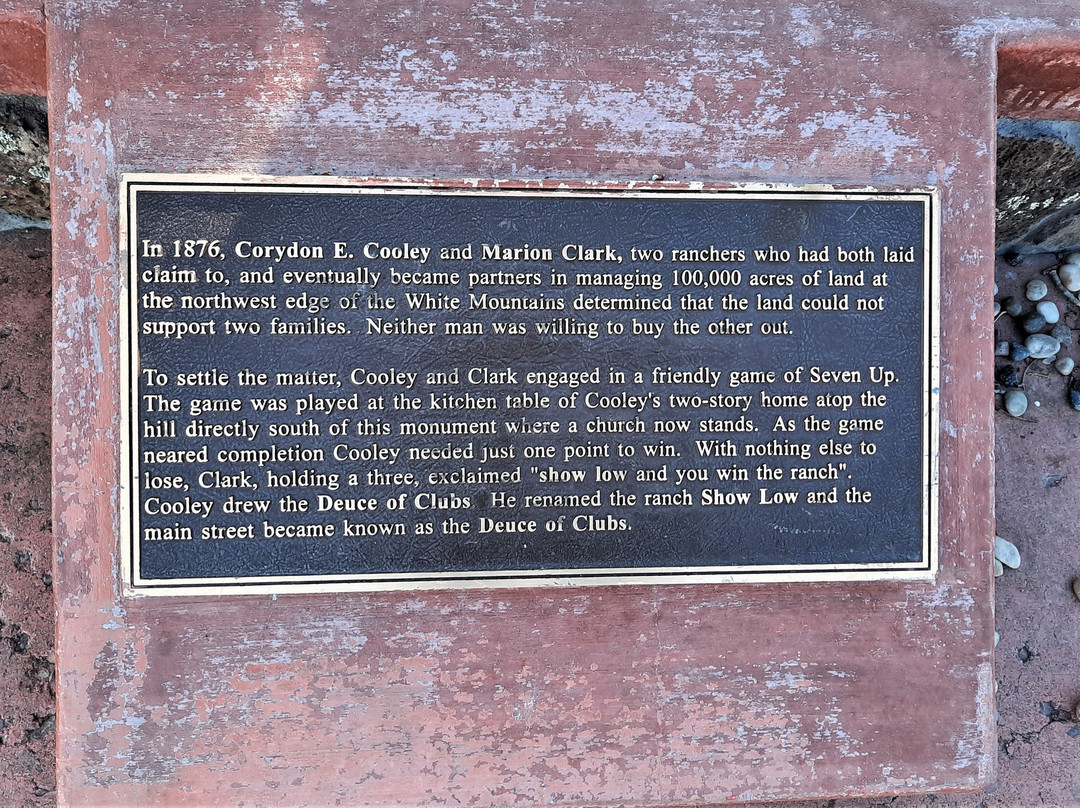 In 1876, Corydon E. Cooley and Marion Clark, two ranchers who had both laid
claim to, and eventually became partners in managing 100,000 acres of land at
the northwest edge of the White Mountains determined that the land could not
support two families. Neither man was willing to buy the other out.
To settle the matter, Cooley and Clark engaged in a friendly game of Seven Up.
The game was played at the kitchen table of Cooley's two-story home atop the
hill directly south of this monument where a church now stands. As the game
neared completion Cooley needed just one point to win. With nothing else to
lose, Clark, holding a three, exclaimed "show low and you win the ranch".
Cooley drew the Deuce of Clubs He renamed the ranch Show Low and the
main street became known as the Deuce of Clubs.